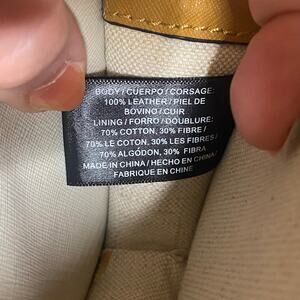 BODY / CUERPO / CORSAGE:
100% LEATHER / PIEL DE
BOVINO / CUIR
LINING / FORRO / DOUBLURE:
70% COTTON, 30% FIBRE /
70% LE COTON, 30% LES FIBRES /
70% ALGODÓN, 30% FIBRA
MADE IN CHINA / HECHO EN CHINA /
FABRIQUE EN CHINE